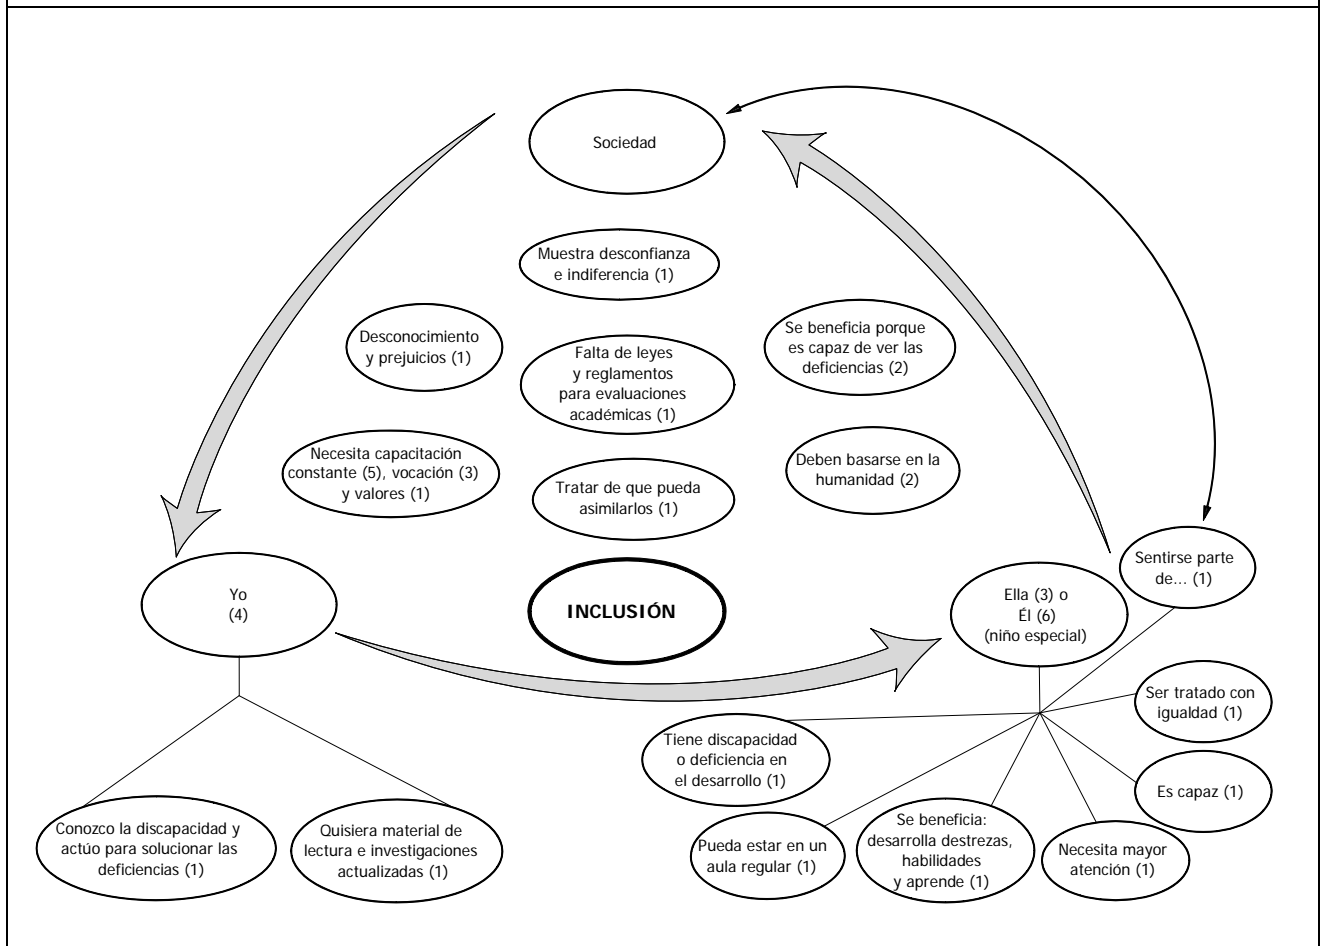 Sociedad
Muestra desconfianza
e indiferencia (1)
Desconocimiento
y prejuicios (1)
Falta de leyes
y reglamentos
para evaluaciones
académicas (1)
Se beneficia porque
es capaz de ver las
deficiencias (2)
Necesita capacitación
constante (5), vocación (3)
y valores (1)
Tratar de que pueda
asimilarlos (1)
Deben basarse en la
humanidad (2)
Yo
(4)
INCLUSIÓN
Ella (3) o
Él (6)
(niño especial)
Sentirse parte
de... (1)
Ser tratado con
igualdad (1)
Tiene discapacidad
o deficiencia en
el desarrollo (1)
Es capaz (1)
Conozco la discapacidad y
actúo para solucionar las
deficiencias (1)
Quisiera material de
lectura e investigaciones
actualizadas (1)
Pueda estar en un
aula regular (1)
Se beneficia:
desarrolla destrezas,
habilidades
y aprende (1)
Necesita mayor
atención (1)